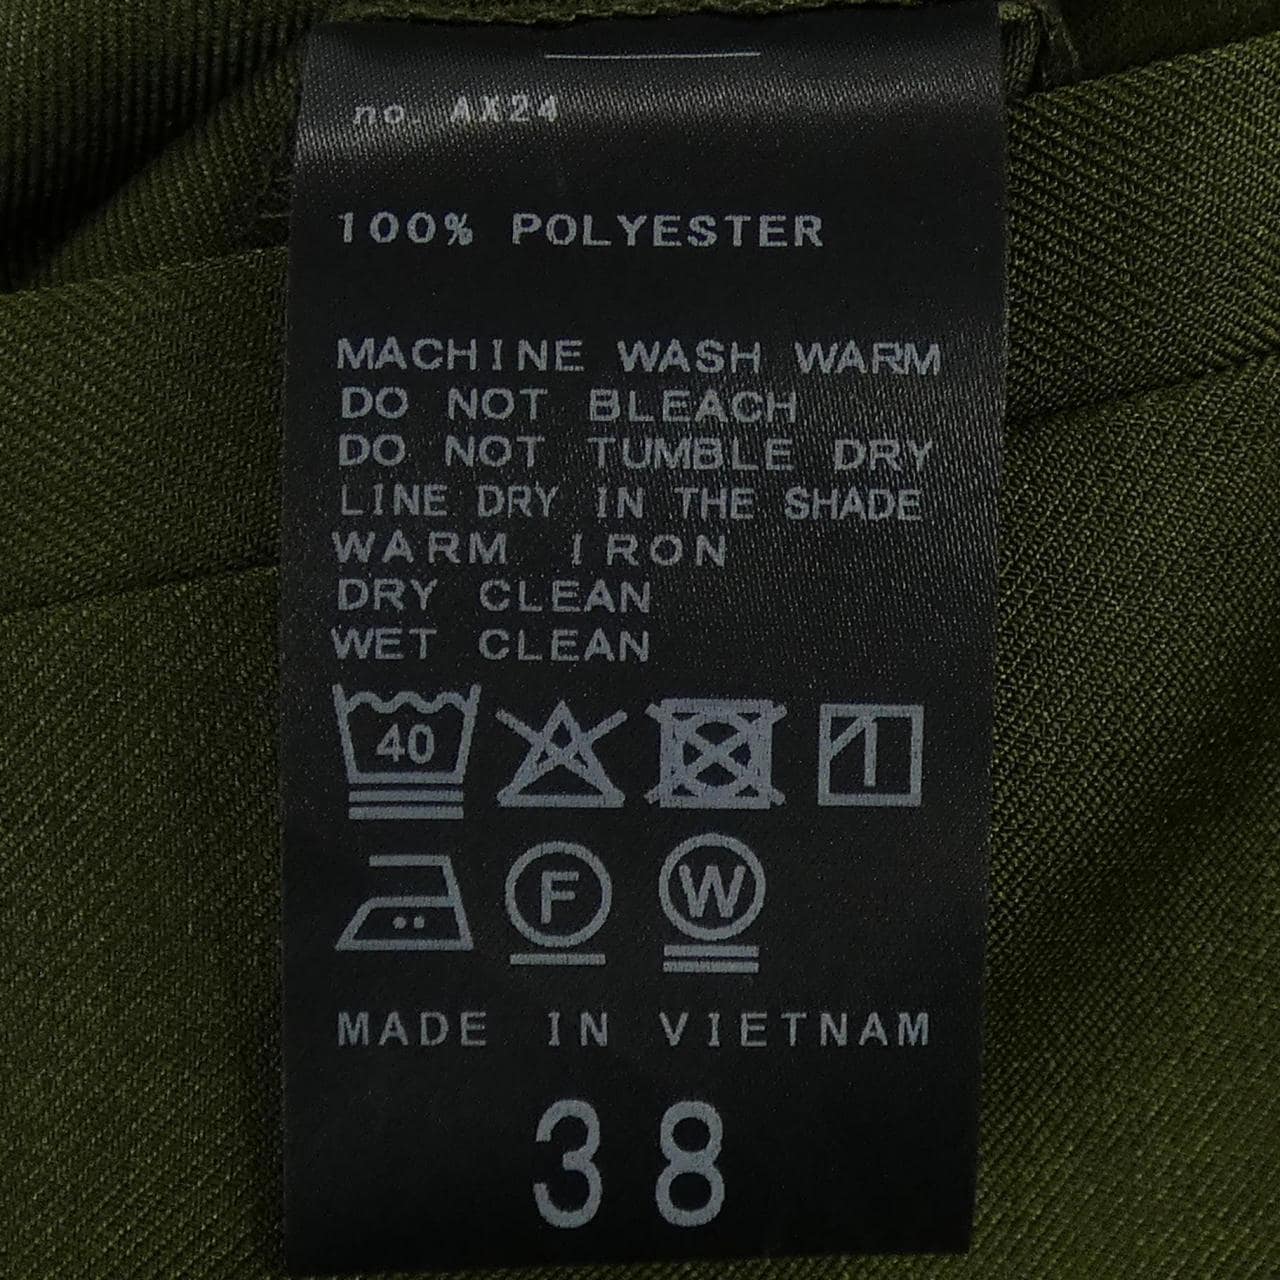 no. AX24
100% POLYESTER
MACHINE WASH WARM
DO NOT BLEACH
DO NOT TUMBLE DRY
LINE DRY IN THE SHADE
WARM IRON
DRY CLEAN
WET CLEAN
40
F W
MADE IN VIETNAM
38